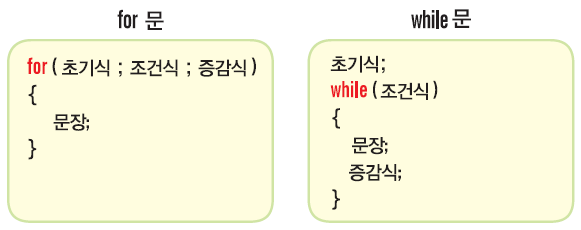 for 문
for ( 초기식 ; 조건식 ; 증감식 )
{
문장;
}
while 문
초기식;
while ( 조건식 )
{
문장;
증감식;
}